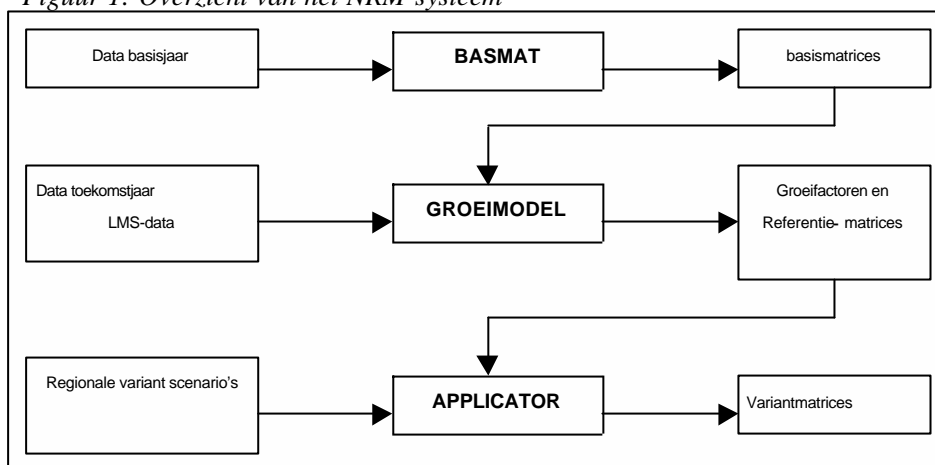 Figuur 1: Overzicht van het NRM-systeem
Data basisjaar
BASMAT
basismatrices
Data toekomstjaar
LMS-data
GROEIMODEL
Groeifactoren en
Referentie- matrices
Regionale variant scenario's
APPLICATOR
Variantmatrices